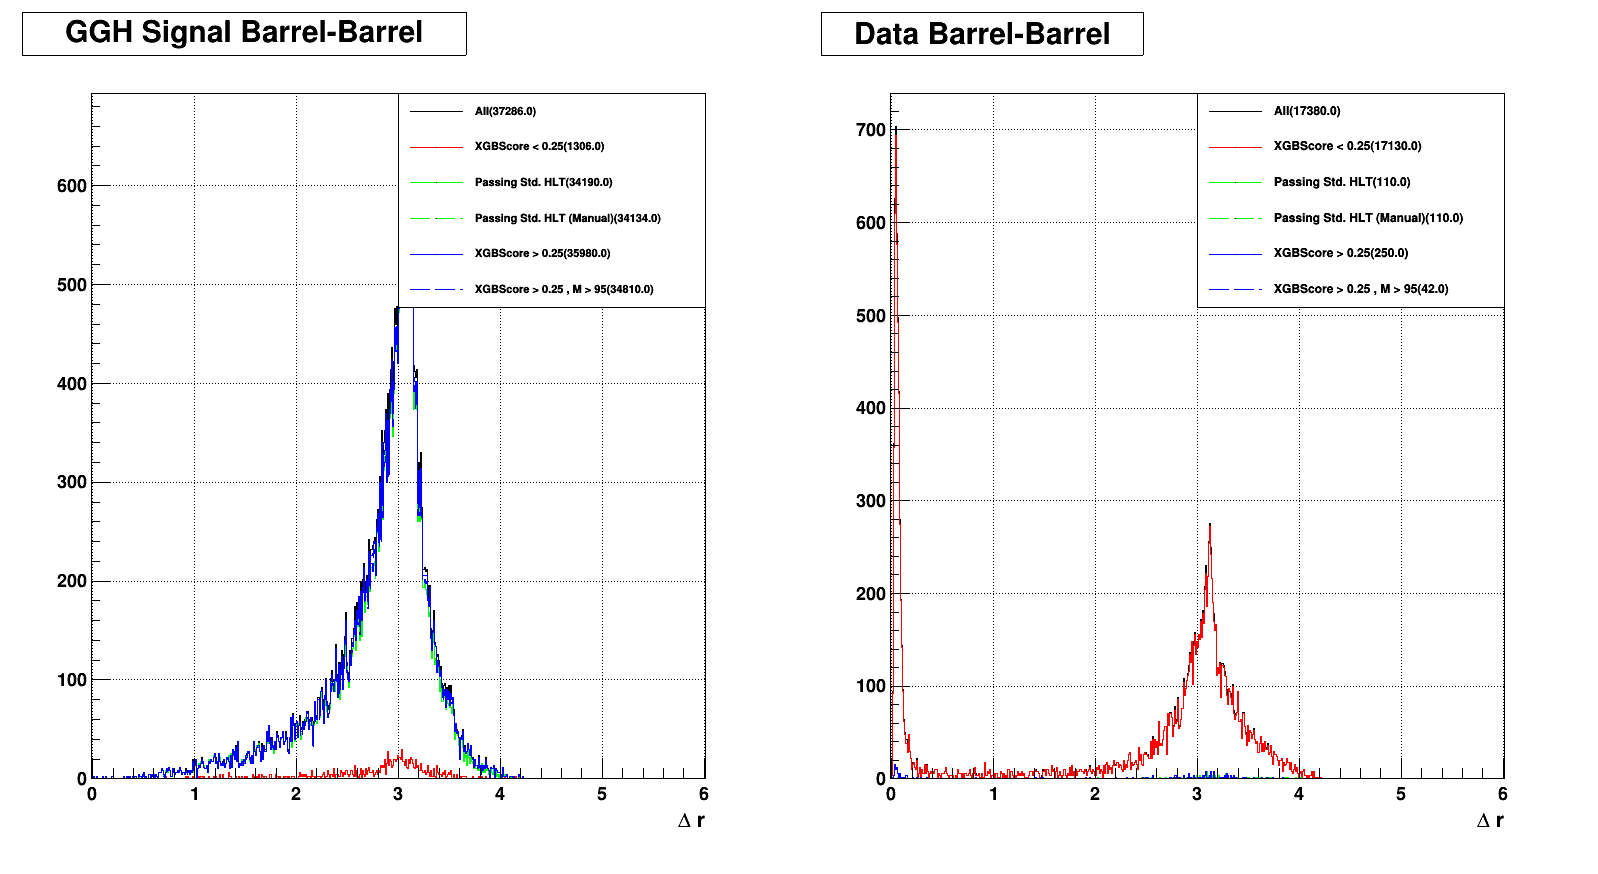 GGH Signal Barrel-Barrel
All(37286.0)
XGBScore < 0.25(1306.0)
Passing Std. HLT(34190.0)
Passing Std. HLT (Manual)(34134.0)
XGBScore > 0.25(35980.0)
XGBScore > 0.25 , M > 95(34810.0)
600
500
400
300
200
100
0
0 1 2 3 4 5 6
Δ r
Data Barrel-Barrel
All(17380.0)
XGBScore < 0.25(17130.0)
Passing Std. HLT(110.0)
Passing Std. HLT (Manual)(110.0)
XGBScore > 0.25(250.0)
XGBScore > 0.25 , M > 95(42.0)
700
600
500
400
300
200
100
0
0 1 2 3 4 5 6
Δ r